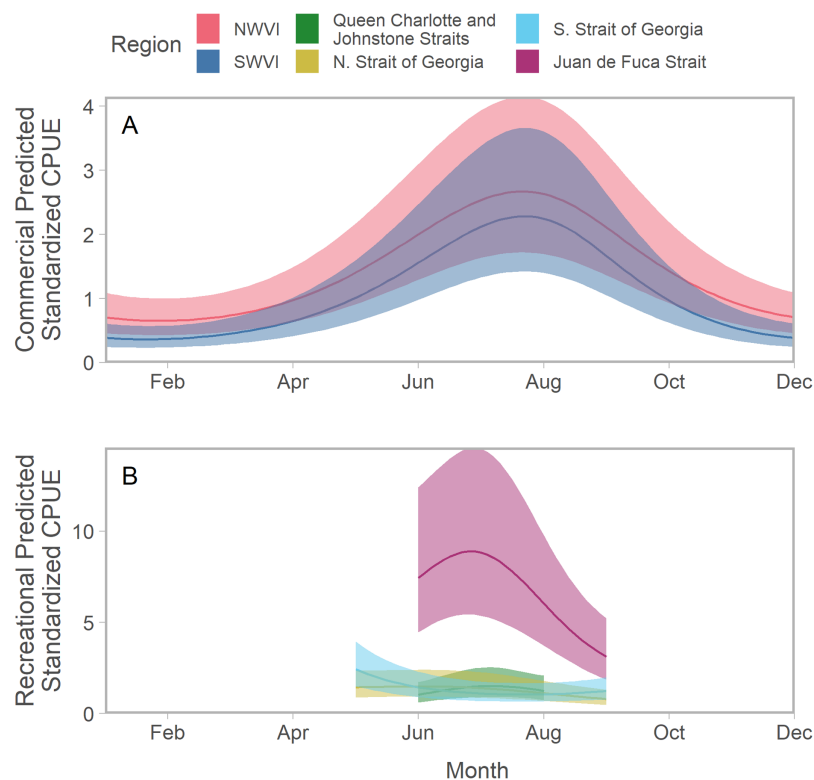 Region
NWVI
SWVI
Queen Charlotte and
Johnstone Straits
N. Strait of Georgia
S. Strait of Georgia
Juan de Fuca Strait
A
Commercial Predicted
Standardized CPUE
4
3
2
1
0
Feb Apr Jun Aug Oct Dec
B
Recreational Predicted
Standardized CPUE
10
5
0
Feb Apr Jun Aug Oct Dec
Month